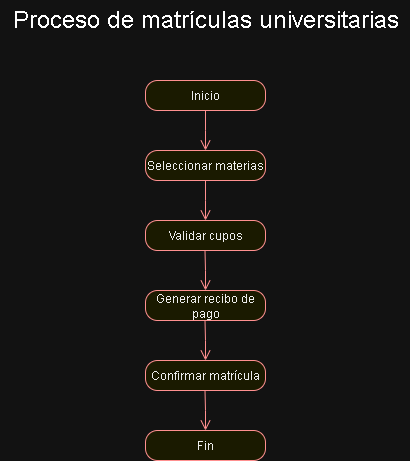 Proceso de matrículas universitarias
Inicio
Seleccionar materias
Validar cupos
Generar recibo de
pago
Confirmar matrícula
Fin